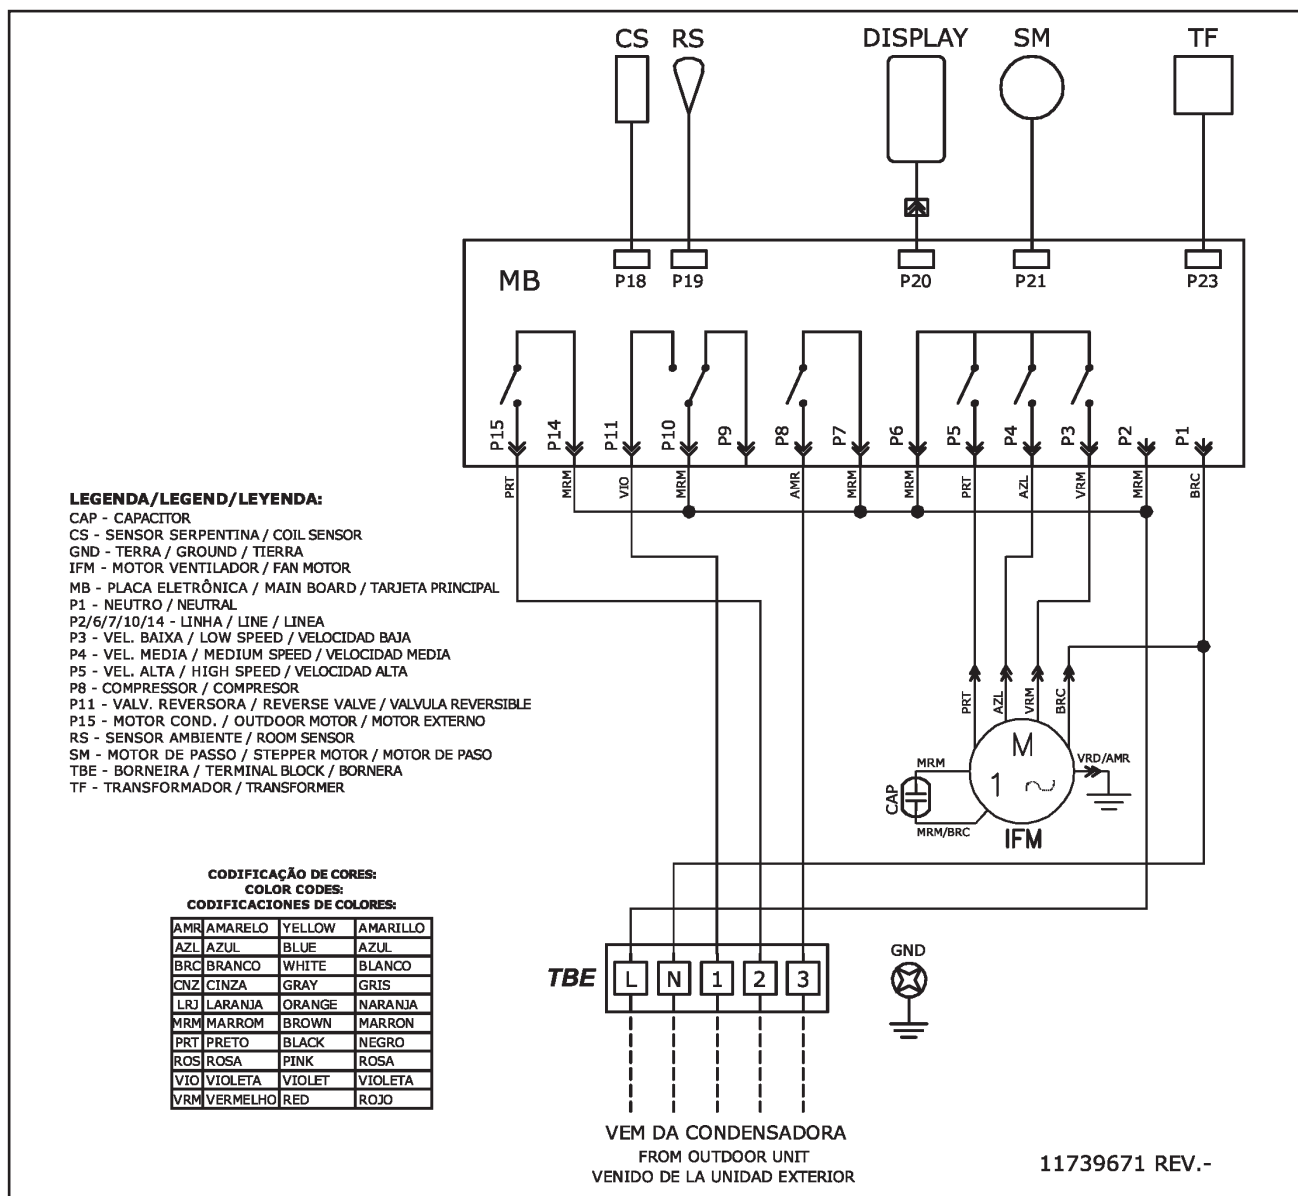 CS RS DISPLAY SM TF
MB
P18 P19 P20 P21 P23
P15 P14 P11 P10 P9 P8 P7 P6 P5 P4 P3 P2 P1
PRT MRM VIO MRM AMR MRM MRM PRT AZL VRM MRM BRC
LEGENDA/LEGEND/LEYENDA:
CAP - CAPACITOR
CS - SENSOR SERPENTINA / COIL SENSOR
GND - TERRA / GROUND / TIERRA
IFM - MOTOR VENTILADOR / FAN MOTOR
MB - PLACA ELETRÔNICA / MAIN BOARD / TARJETA PRINCIPAL
P1 - NEUTRO / NEUTRAL
P2/6/7/10/14 - LINHA / LINE / LINEA
P3 - VEL. BAIXA / LOW SPEED / VELOCIDAD BAJA
P4 - VEL. MEDIA / MEDIUM SPEED / VELOCIDAD MEDIA
P5 - VEL. ALTA / HIGH SPEED / VELOCIDAD ALTA
P8 - COMPRESSOR / COMPRESOR
P11 - VALV. REVERSORA / REVERSE VALVE / VALVULA REVERSIBLE
P15 - MOTOR COND. / OUTDOOR MOTOR / MOTOR EXTERNO
RS - SENSOR AMBIENTE / ROOM SENSOR
SM - MOTOR DE PASSO / STEPPER MOTOR / MOTOR DE PASO
TBE - BORNEIRA / TERMINAL BLOCK / BORNERA
TF - TRANSFORMADOR / TRANSFORMER
PRT AZL VRM BRC
M
1
MRM
VRD/AMR
CAP
MRM/BRC
IFM
CODIFICAÇÃO DE CORES:
COLOR CODES:
CODIFICACIONES DE COLORES:
AMR AMARELO YELLOW AMARILLO
AZL AZUL BLUE AZUL
BRC BRANCO WHITE BLANCO
CNZ CINZA GRAY GRIS
LRJ LARANJA ORANGE NARANJA
MRM MARROM BROWN MARRON
PRT PRETO BLACK NEGRO
ROS ROSA PINK ROSA
VIO VIOLETA VIOLET VIOLETA
VRM VERMELHO RED ROJO
TBE L N 1 2 3
GND
VEM DA CONDENSADORA
FROM OUTDOOR UNIT
VENIDO DE LA UNIDAD EXTERIOR
11739671 REV.-